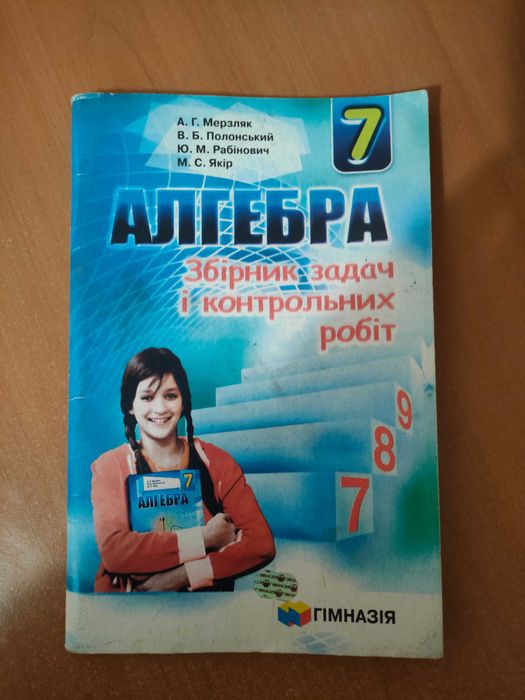 А. Г. Мерзляк
В. Б. Полонський
Ю. М. Рабінович
М. С. Якір
7
АЛГЕБРА
Збірник задач
і контрольних
робіт
9
8
7
7
АЛГЕБРА
ГІМНАЗІЯ